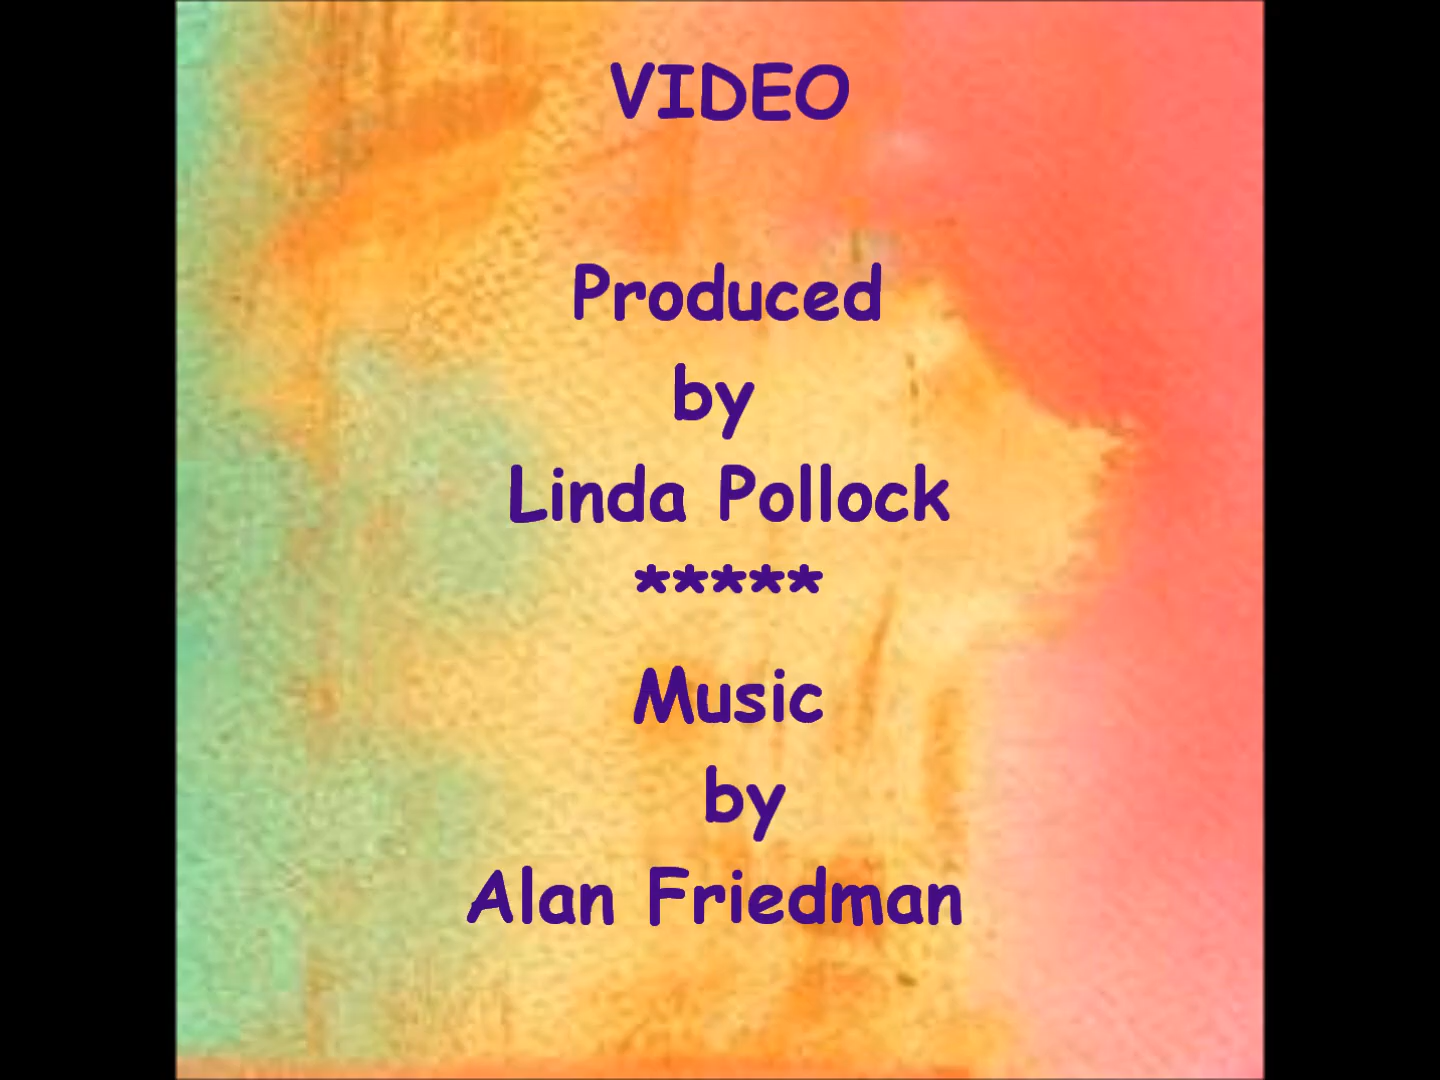 VIDEO
Produced
by
Linda Pollock
*****
Music
by
Alan Friedman